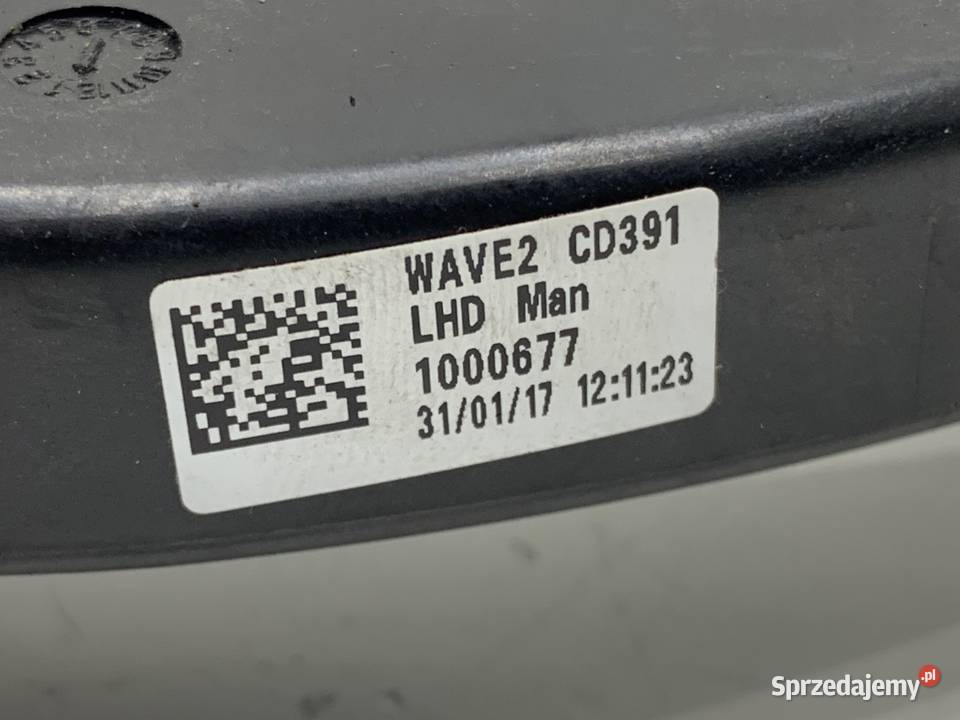 WAVE2 CD391
LHD Man
1000677
31/01/17 12:11:23
Sprzedajemy.pl